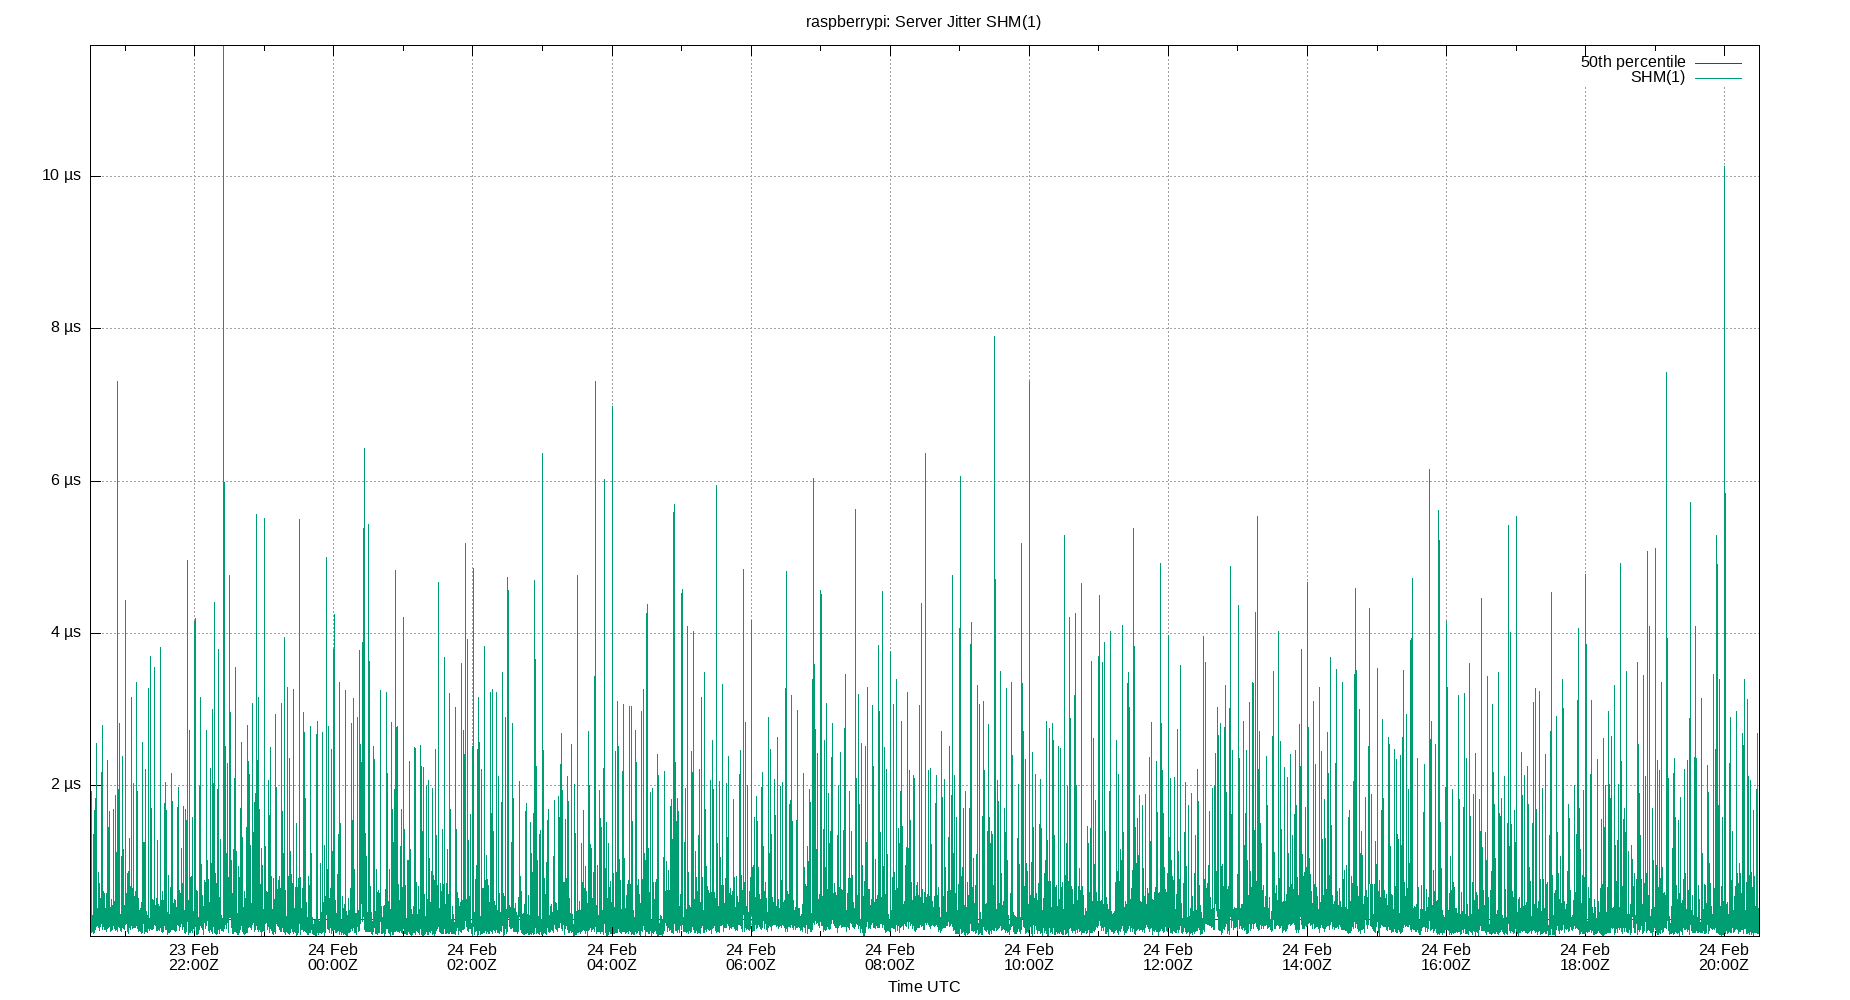 raspberrypi: Server Jitter SHM(1)
50th percentile
SHM(1)
10 µs
8 µs
6 µs
4 µs
2 µs
23 Feb 24 Feb 24 Feb 24 Feb 24 Feb 24 Feb 24 Feb 24 Feb 24 Feb 24 Feb 24 Feb 24 Feb
22:00Z 00:00Z 02:00Z 04:00Z 06:00Z 08:00Z 10:00Z 12:00Z 14:00Z 16:00Z 18:00Z 20:00Z
Time UTC